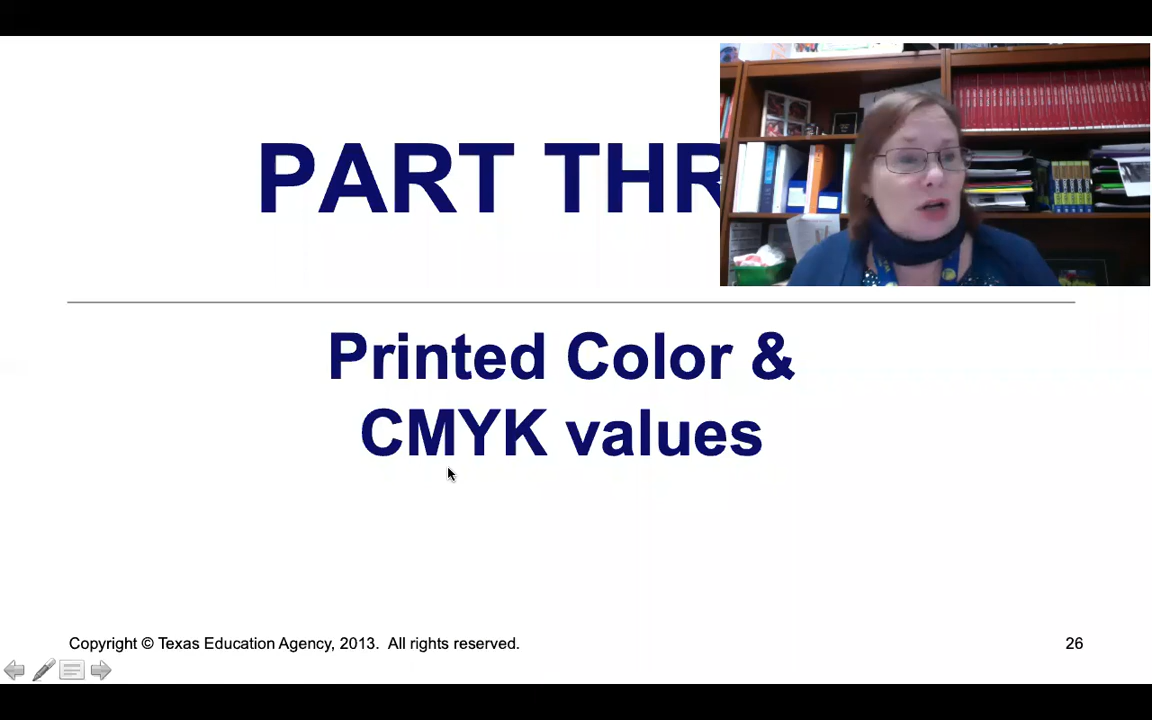 PART THR
Printed Color &
CMYK values
Copyright © Texas Education Agency, 2013.  All rights reserved.
26